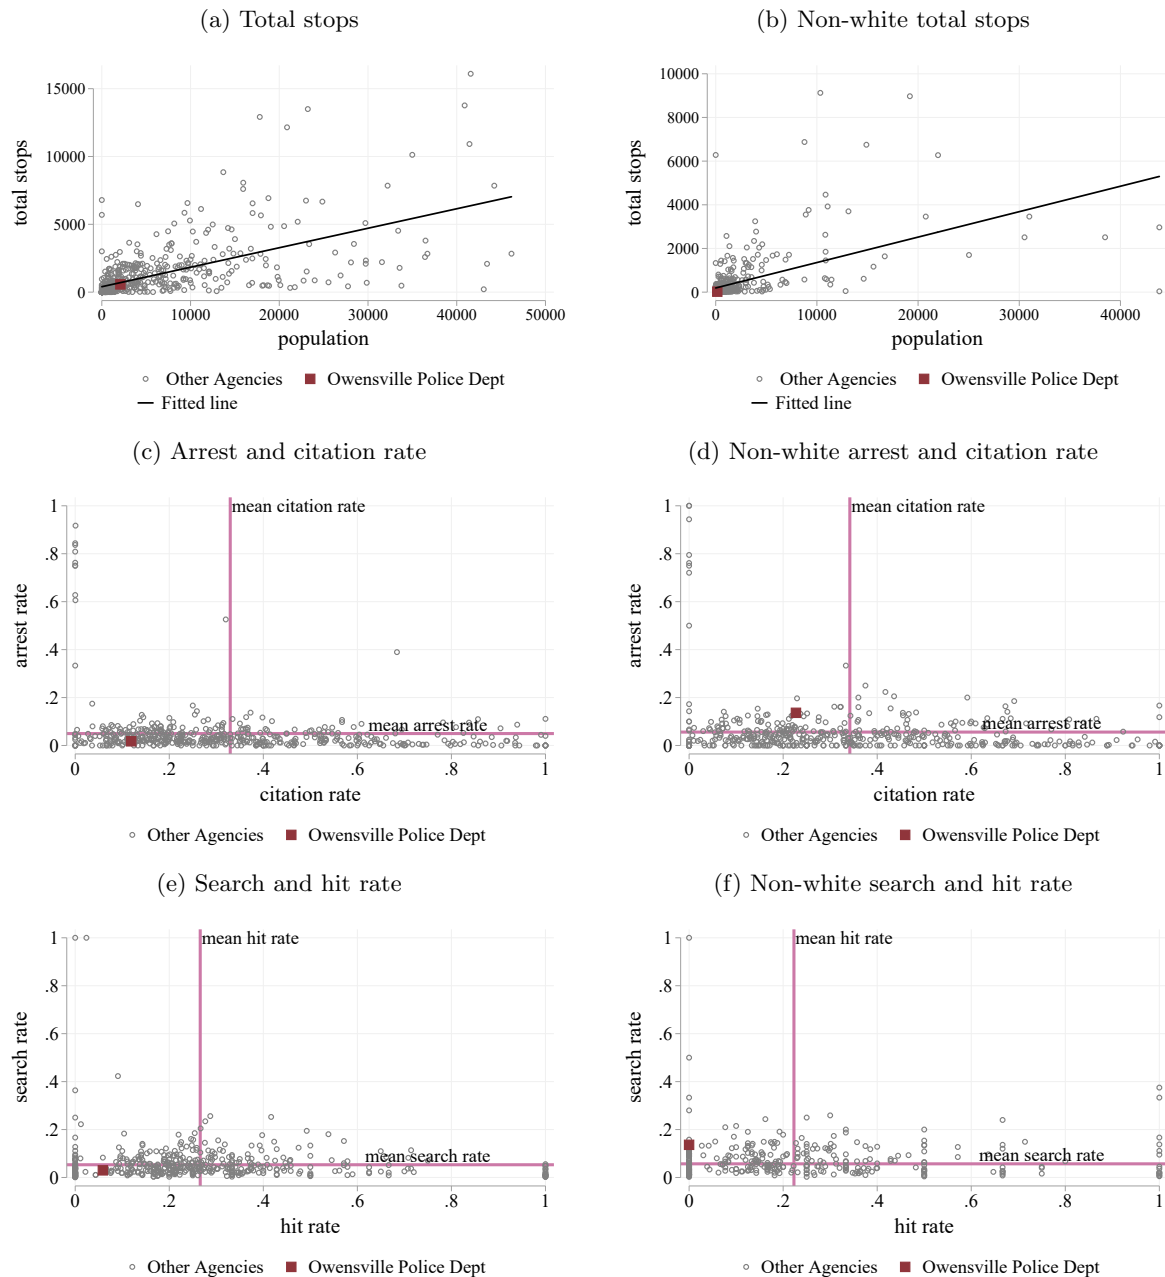 (a) Total stops
15000
10000
5000
0
total stops
0 10000 20000 30000 40000 50000
population
Other Agencies Owensville Police Dept
Fitted line
(b) Non-white total stops
10000
8000
6000
4000
2000
0
total stops
0 10000 20000 30000 40000
population
Other Agencies Owensville Police Dept
Fitted line
(c) Arrest and citation rate
mean citation rate
1
.8
.6
.4
.2
0
arrest rate
mean arrest rate
0 .2 .4 .6 .8 1
citation rate
Other Agencies Owensville Police Dept
(d) Non-white arrest and citation rate
mean citation rate
1
.8
.6
.4
.2
0
arrest rate
mean arrest rate
0 .2 .4 .6 .8 1
citation rate
Other Agencies Owensville Police Dept
(e) Search and hit rate
mean hit rate
1
.8
.6
.4
.2
0
search rate
mean search rate
0 .2 .4 .6 .8 1
hit rate
Other Agencies Owensville Police Dept
(f) Non-white search and hit rate
mean hit rate
1
.8
.6
.4
.2
0
search rate
mean search rate
0 .2 .4 .6 .8 1
hit rate
Other Agencies Owensville Police Dept